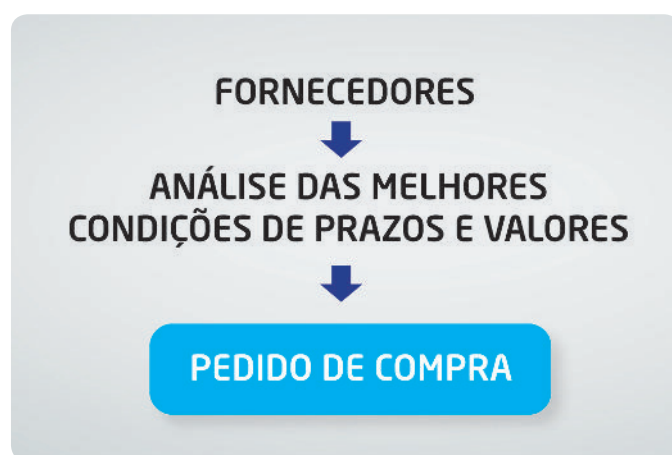 FORNECEDORES
ANÁLISE DAS MELHORES
CONDIÇÕES DE PRAZOS E VALORES
PEDIDO DE COMPRA